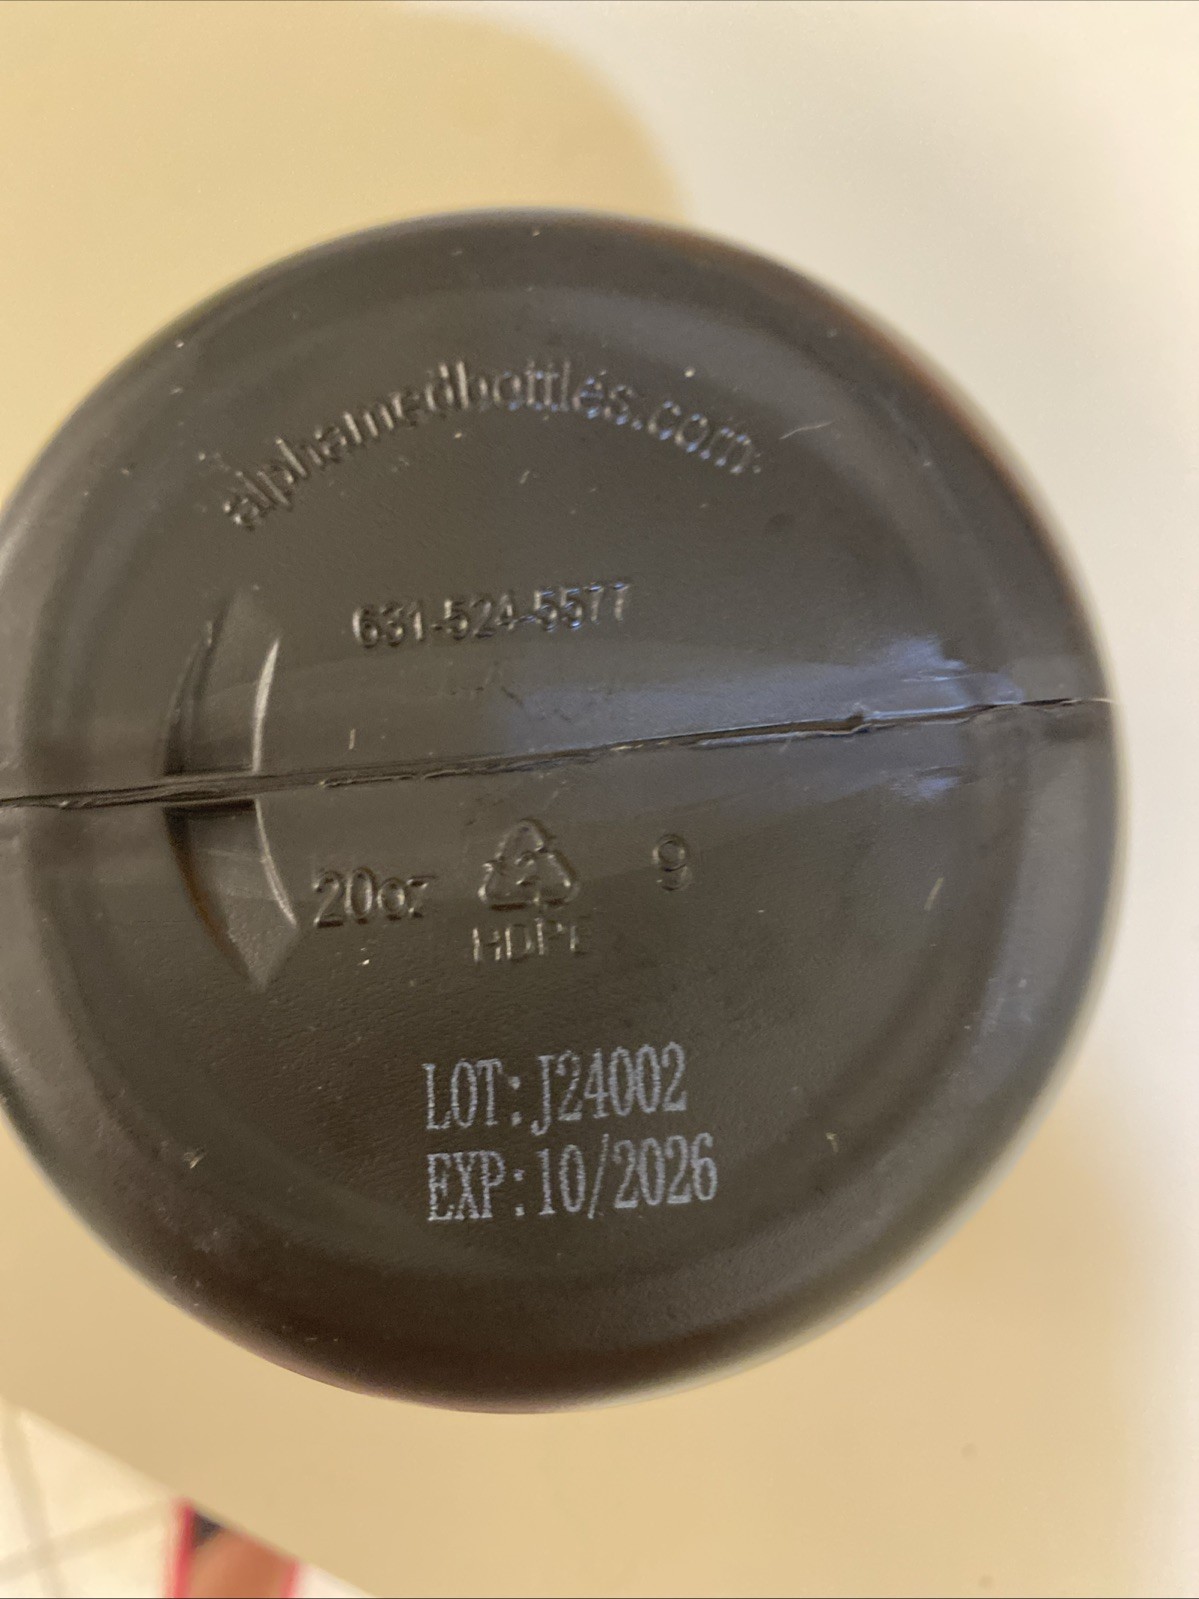 alphamedbottles.com
631-524-5577
20oz 2 9
HDPE
LOT:J24002
EXP:10/2026